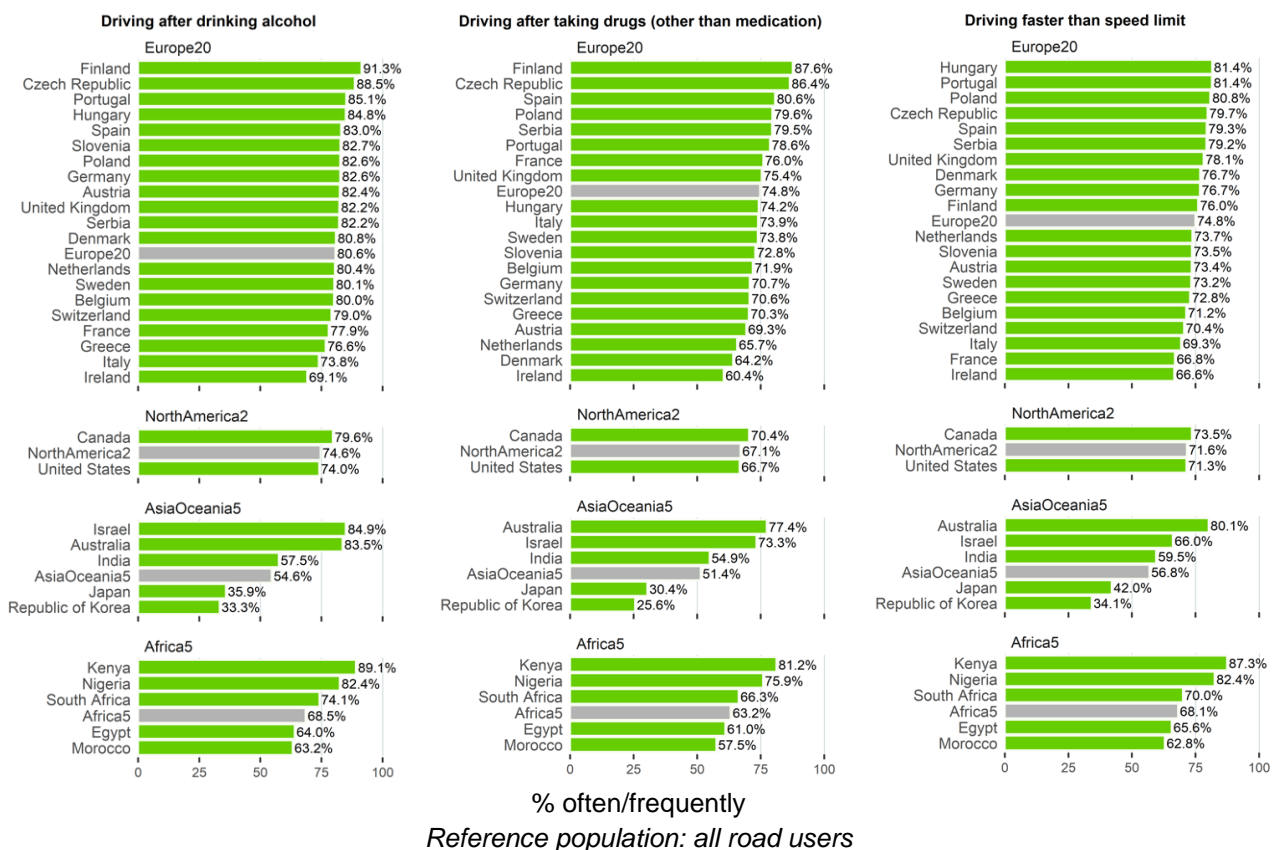 Driving after drinking alcohol
Europe20
Finland 91.3%
Czech Republic 88.5%
Portugal 85.1%
Hungary 84.8%
Spain 83.0%
Slovenia 82.7%
Poland 82.6%
Germany 82.6%
Austria 82.4%
United Kingdom 82.2%
Serbia 82.2%
Denmark 80.8%
Europe20 80.6%
Netherlands 80.4%
Sweden 80.1%
Belgium 80.0%
Switzerland 79.0%
France 77.9%
Greece 76.6%
Italy 73.8%
Ireland 69.1%
NorthAmerica2
Canada 79.6%
NorthAmerica2 74.6%
United States 74.0%
AsiaOceania5
Israel 84.9%
Australia 83.5%
India 57.5%
AsiaOceania5 54.6%
Japan 35.9%
Republic of Korea 33.3%
Africa5
Kenya 89.1%
Nigeria 82.4%
South Africa 74.1%
Africa5 68.5%
Egypt 64.0%
Morocco 63.2%
0 25 50 75 100
Driving after taking drugs (other than medication)
Europe20
Finland 87.6%
Czech Republic 86.4%
Spain 80.6%
Poland 79.6%
Serbia 79.5%
Portugal 78.6%
France 76.0%
United Kingdom 75.4%
Europe20 74.8%
Hungary 74.2%
Italy 73.9%
Sweden 73.8%
Slovenia 72.8%
Belgium 71.9%
Germany 70.7%
Switzerland 70.6%
Greece 70.3%
Austria 69.3%
Netherlands 65.7%
Denmark 64.2%
Ireland 60.4%
NorthAmerica2
Canada 70.4%
NorthAmerica2 67.1%
United States 66.7%
AsiaOceania5
Australia 77.4%
Israel 73.3%
India 54.9%
AsiaOceania5 51.4%
Japan 30.4%
Republic of Korea 25.6%
Africa5
Kenya 81.2%
Nigeria 75.9%
South Africa 66.3%
Africa5 63.2%
Egypt 61.0%
Morocco 57.5%
0 25 50 75 100
Driving faster than speed limit
Europe20
Hungary 81.4%
Portugal 81.4%
Poland 80.8%
Czech Republic 79.7%
Spain 79.3%
Serbia 79.2%
United Kingdom 78.1%
Denmark 76.7%
Germany 76.7%
Finland 76.0%
Europe20 74.8%
Netherlands 73.7%
Slovenia 73.5%
Austria 73.4%
Sweden 73.2%
Greece 72.8%
Belgium 71.2%
Switzerland 70.4%
Italy 69.3%
France 66.8%
Ireland 66.6%
NorthAmerica2
Canada 73.5%
NorthAmerica2 71.6%
United States 71.3%
AsiaOceania5
Australia 80.1%
Israel 66.0%
India 59.5%
AsiaOceania5 56.8%
Japan 42.0%
Republic of Korea 34.1%
Africa5
Kenya 87.3%
Nigeria 82.4%
South Africa 70.0%
Africa5 68.1%
Egypt 65.6%
Morocco 62.8%
0 25 50 75 100
% often/frequently
Reference population: all road users